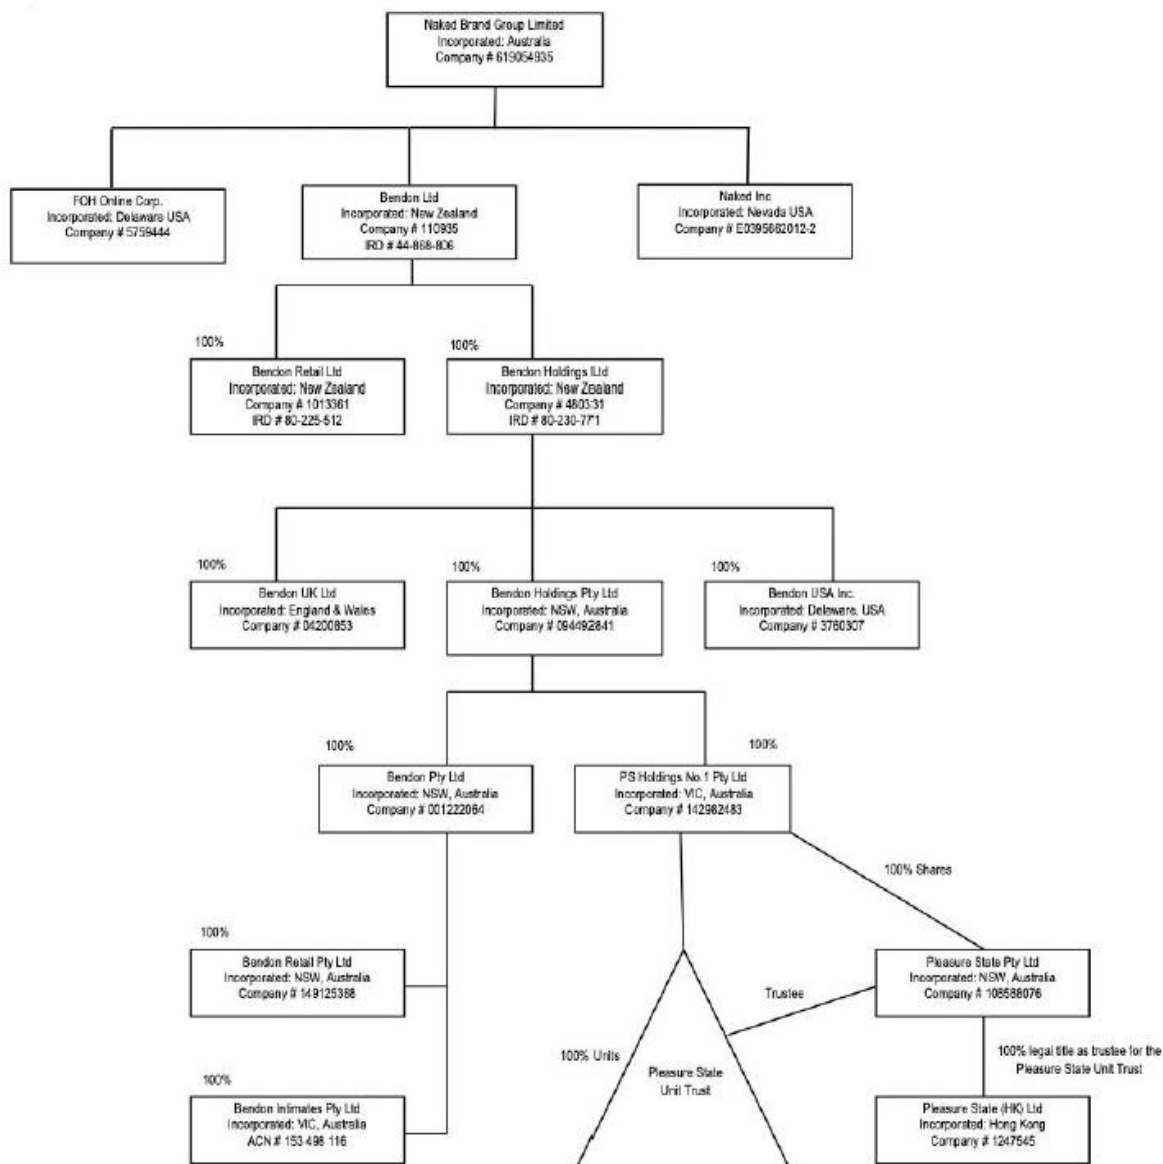 Naked Brand Group Limited
Incorporated: Australia
Company # 619054935
FOH Online Corp.
Incorporated: Delaware USA
Company # 5759444
Bendon Ltd
Incorporated: New Zealand
Company # 110935
IRD # 44-868-806
Naked Inc
Incorporated: Nevada USA
Company # E0395662012-2
100%
Bendon Retail Ltd
Incorporated: New Zealand
Company # 1013361
IRD # 80-225-512
100%
Bendon Holdings Ltd
Incorporated: New Zealand
Company # 480331
IRD # 80-230-771
100%
Bendon UK Ltd
Incorporated: England & Wales
Company # 04200853
100%
Bendon Holdings Pty Ltd
Incorporated: NSW, Australia
Company # 094492841
100%
Bendon USA Inc.
Incorporated: Delaware, USA
Company # 3760307
100%
Bendon Pty Ltd
Incorporated: NSW, Australia
Company # 001222064
100%
PS Holdings No.1 Pty Ltd
Incorporated: VIC, Australia
Company # 142982483
100% Shares
100%
Bendon Retail Pty Ltd
Incorporated: NSW, Australia
Company # 149125368
Pleasure State Pty Ltd
Incorporated: NSW, Australia
Company # 108588076
Trustee
100% Units
Pleasure State
Unit Trust
100% legal title as trustee for the
Pleasure State Unit Trust
100%
Bendon Intimates Pty Ltd
Incorporated: VIC, Australia
ACN # 153 498 116
Pleasure State (HK) Ltd
Incorporated: Hong Kong
Company # 1247545